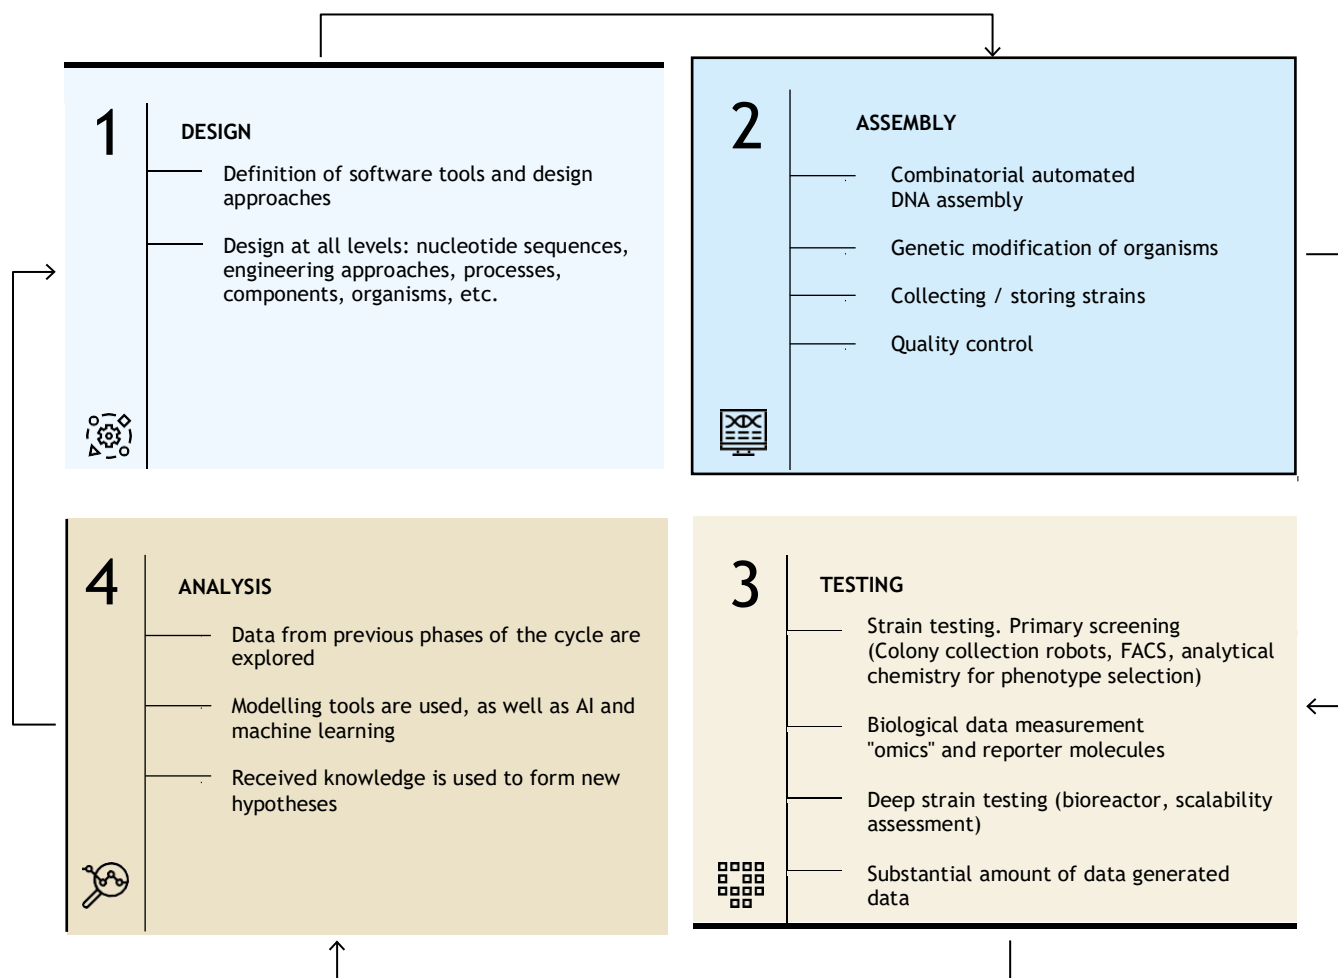 1
DESIGN
Definition of software tools and design
approaches
Design at all levels: nucleotide sequences,
engineering approaches, processes,
components, organisms, etc.
2
ASSEMBLY
Combinatorial automated
DNA assembly
Genetic modification of organisms
Collecting / storing strains
Quality control
4
ANALYSIS
Data from previous phases of the cycle are
explored
Modelling tools are used, as well as AI and
machine learning
Received knowledge is used to form new
hypotheses
3
TESTING
Strain testing. Primary screening
(Colony collection robots, FACS, analytical
chemistry for phenotype selection)
Biological data measurement
"omics" and reporter molecules
Deep strain testing (bioreactor, scalability
assessment)
Substantial amount of data generated
data